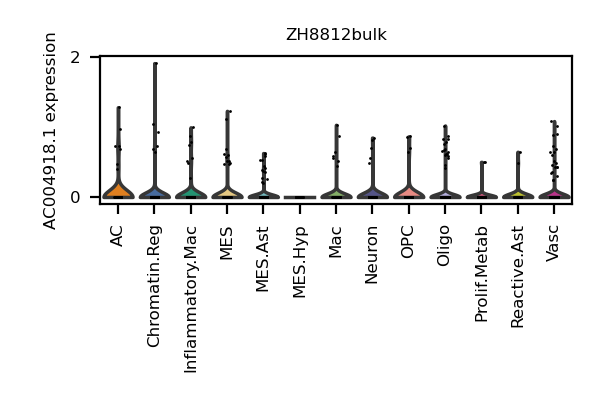 ZH8812bulk
AC004918.1 expression
2
0
AC
Chromatin.Reg
Inflammatory.Mac
MES
MES.Ast
MES.Hyp
Mac
Neuron
OPC
Oligo
Prolif.Metab
Reactive.Ast
Vasc